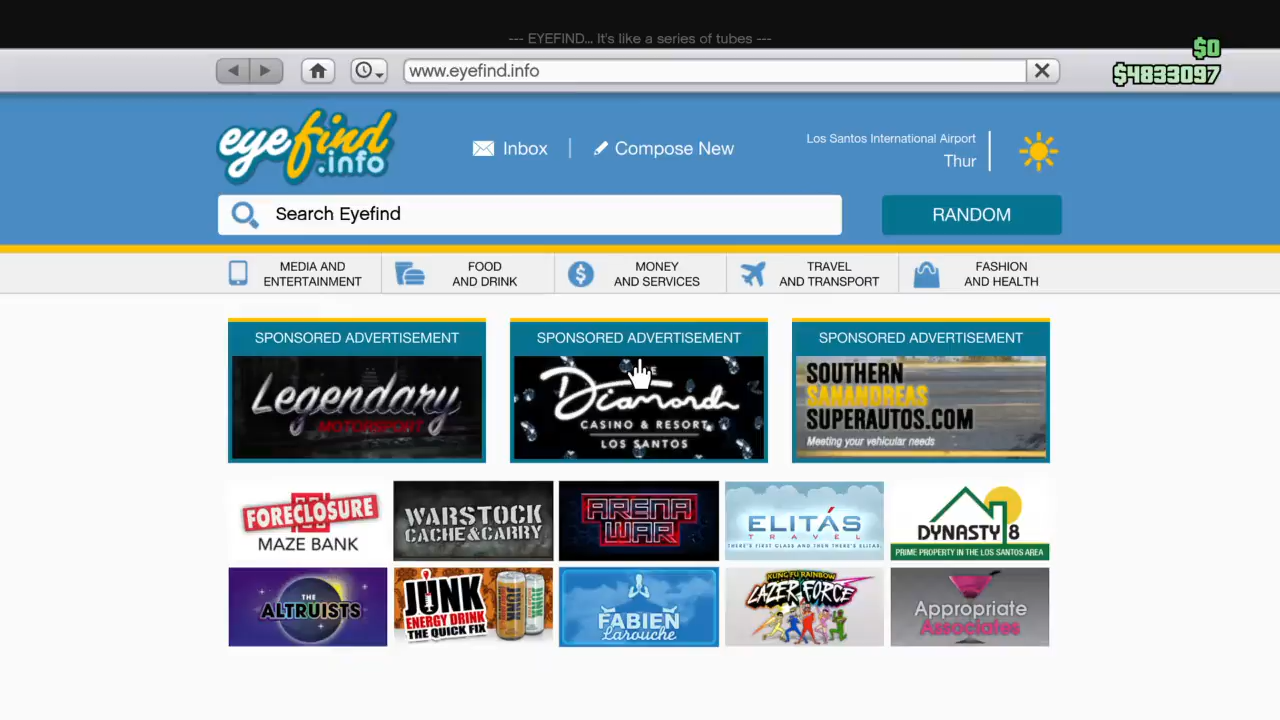 --- EYEFIND... It's like a series of tubes ---
$0
www.eyefind.info
$4833097
eyefind
.info
Inbox
Compose New
Los Santos International Airport
Thur
Search Eyefind
RANDOM
MEDIA AND
ENTERTAINMENT
FOOD
AND DRINK
MONEY
AND SERVICES
TRAVEL
AND TRANSPORT
FASHION
AND HEALTH
SPONSORED ADVERTISEMENT
Legendary
MOTORSPORT
SPONSORED ADVERTISEMENT
Diamond
CASINO & RESORT
LOS SANTOS
SPONSORED ADVERTISEMENT
SOUTHERN
SANANDREAS
SUPERAUTOS.COM
Meeting your vehicular needs
FORECLOSURE
MAZE BANK
WARSTOCK
CACHE&CARRY
ARENA
WAR
ELITÁS
TRAVEL
THERE'S FIRST CLASS AND THEN THERE'S ELITÁS
DYNASTY 8
PRIME PROPERTY IN THE LOS SANTOS AREA
THE
ALTRUISTS
JUNK
ENERGY DRINK
THE QUICK FIX
FABIEN
Larouche
KUNG FU RAINBOW
LAZER FORCE
Appropriate
Associates